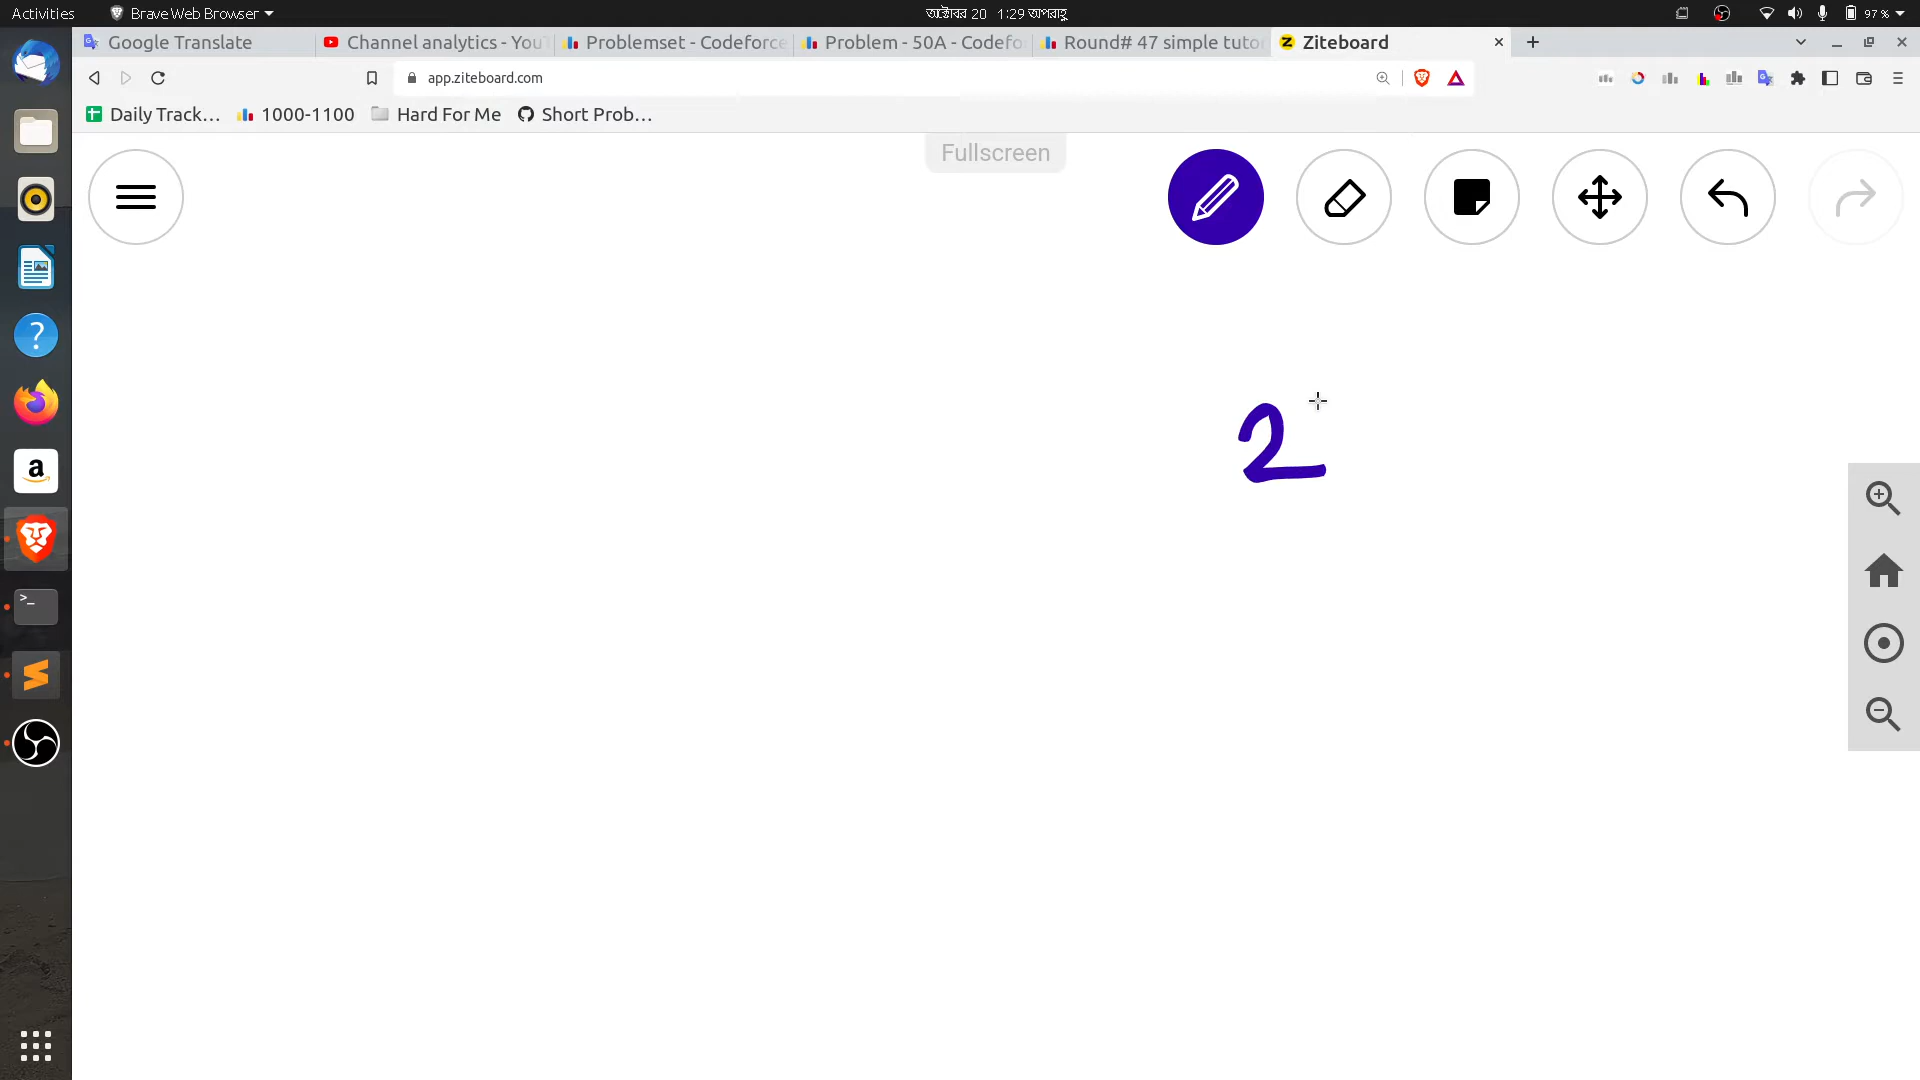 Activities Brave Web Browser অক্টোবর 20 1:29 অপরাহ্ণ 97 %
Google Translate Channel analytics - YouT Problemset - Codeforce Problem - 50A - Codefo Round# 47 simple tuto Ziteboard
app.ziteboard.com
Daily Track... 1000-1100 Hard For Me Short Prob...
Fullscreen
2